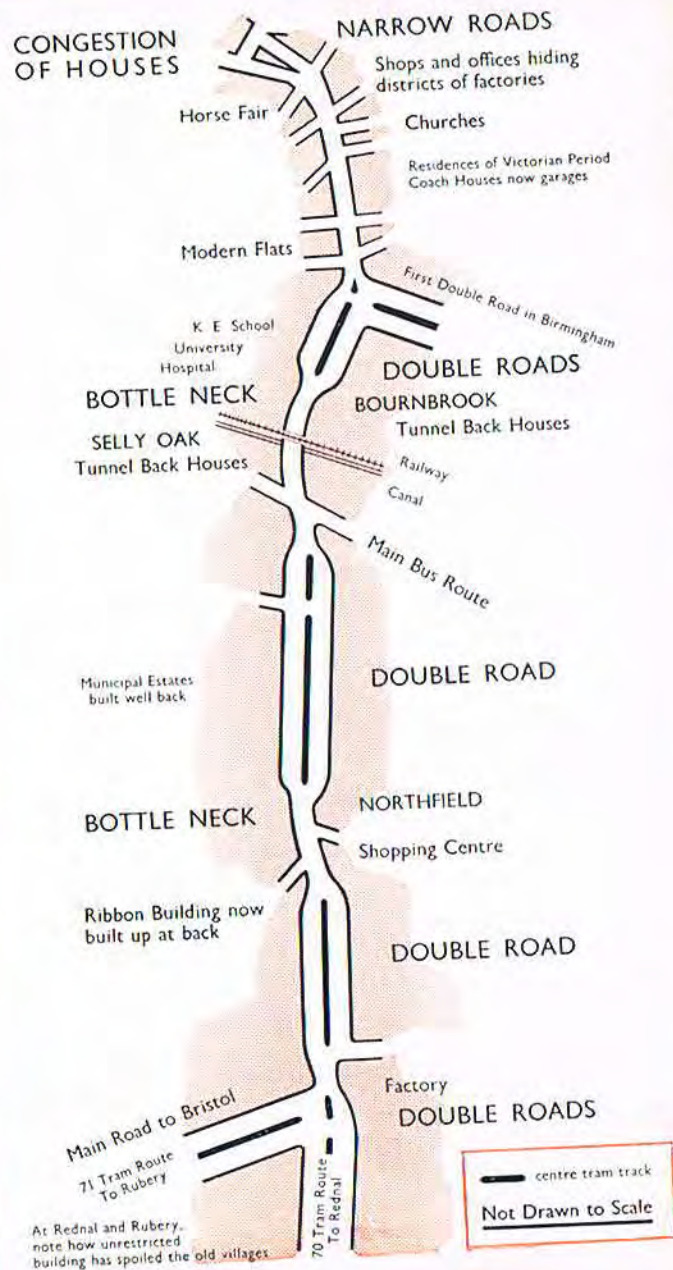 CONGESTION
OF HOUSES
NARROW ROADS
Shops and offices hiding
districts of factories
Horse Fair
Churches
Residences of Victorian Period
Coach Houses now garages
Modern Flats
First Double Road in Birmingham
K E School
University
Hospital
DOUBLE ROADS
BOTTLE NECK
BOURNBROOK
Tunnel Back Houses
SELLY OAK
Tunnel Back Houses
Railway
Canal
Main Bus Route
Municipal Estates
built well back
DOUBLE ROAD
NORTHFIELD
BOTTLE NECK
Shopping Centre
Ribbon Building now
built up at back
DOUBLE ROAD
Factory
DOUBLE ROADS
Main Road to Bristol
71 Tram Route
To Rubery
70 Tram Route
To Rednal
centre tram track
Not Drawn to Scale
At Rednal and Rubery,
note how unrestricted
building has spoiled the old villages